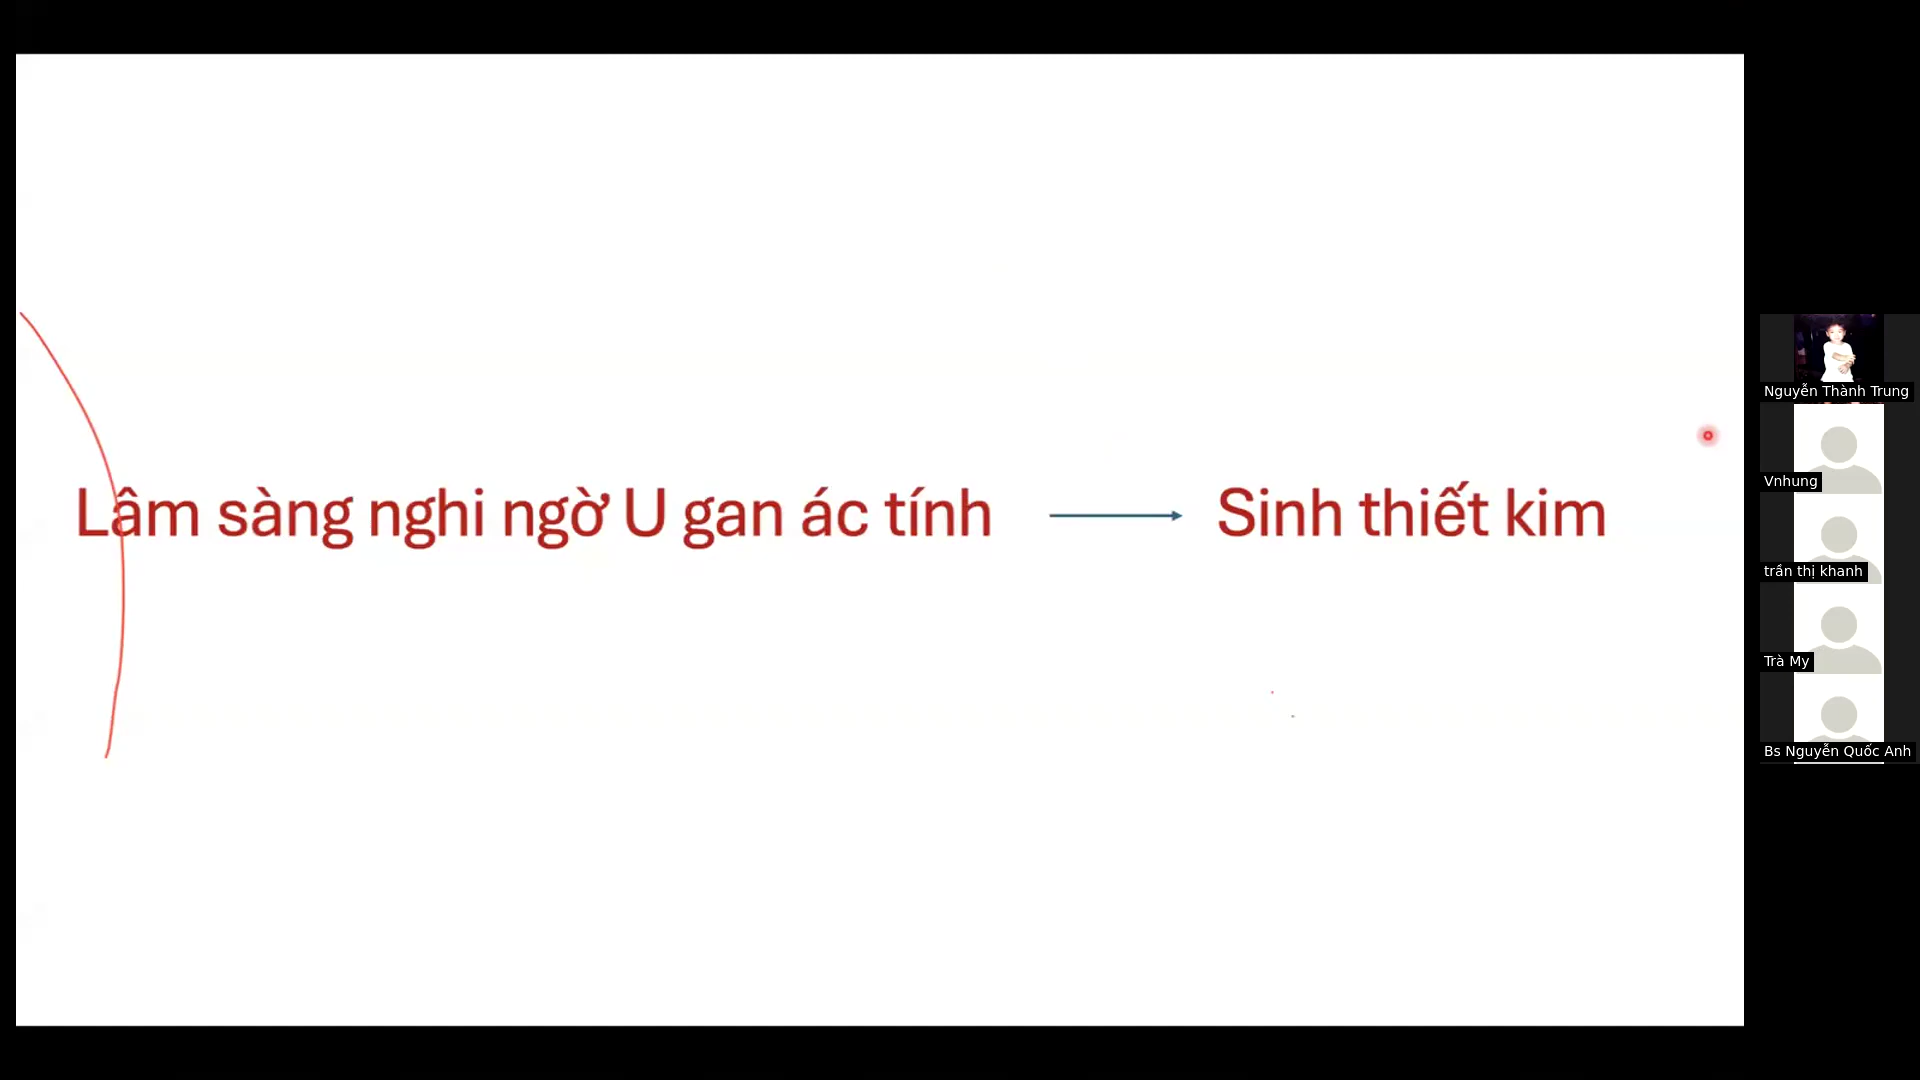 Lâm sàng nghi ngờ U gan ác tính → Sinh thiết kim
Nguyễn Thành Trung
Vnhung
trần thị khanh
Trà My
Bs Nguyễn Quốc Anh